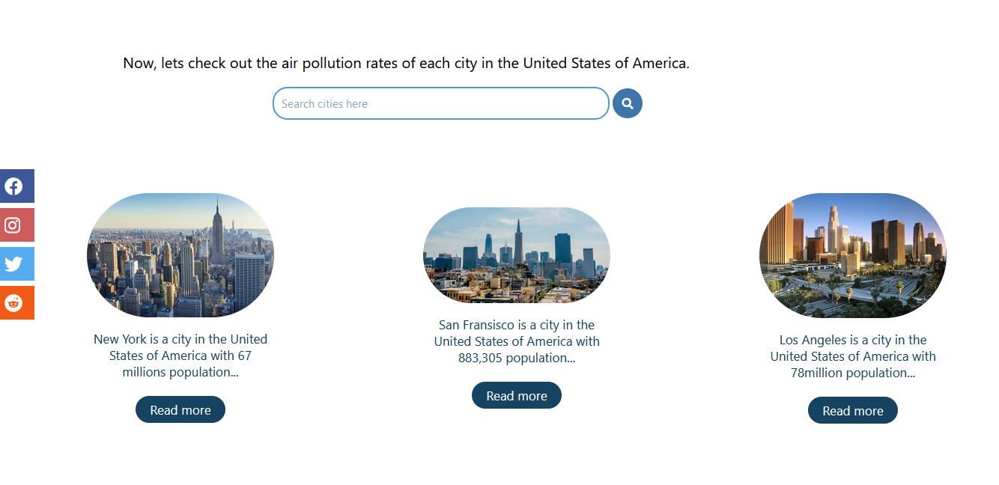 Now, lets check out the air pollution rates of each city in the United States of America.
Search cities here
New York is a city in the United
States of America with 67
millions population...
Read more
San Fransisco is a city in the
United States of America with
883,305 population...
Read more
Los Angeles is a city in the
United States of America with
78million population...
Read more